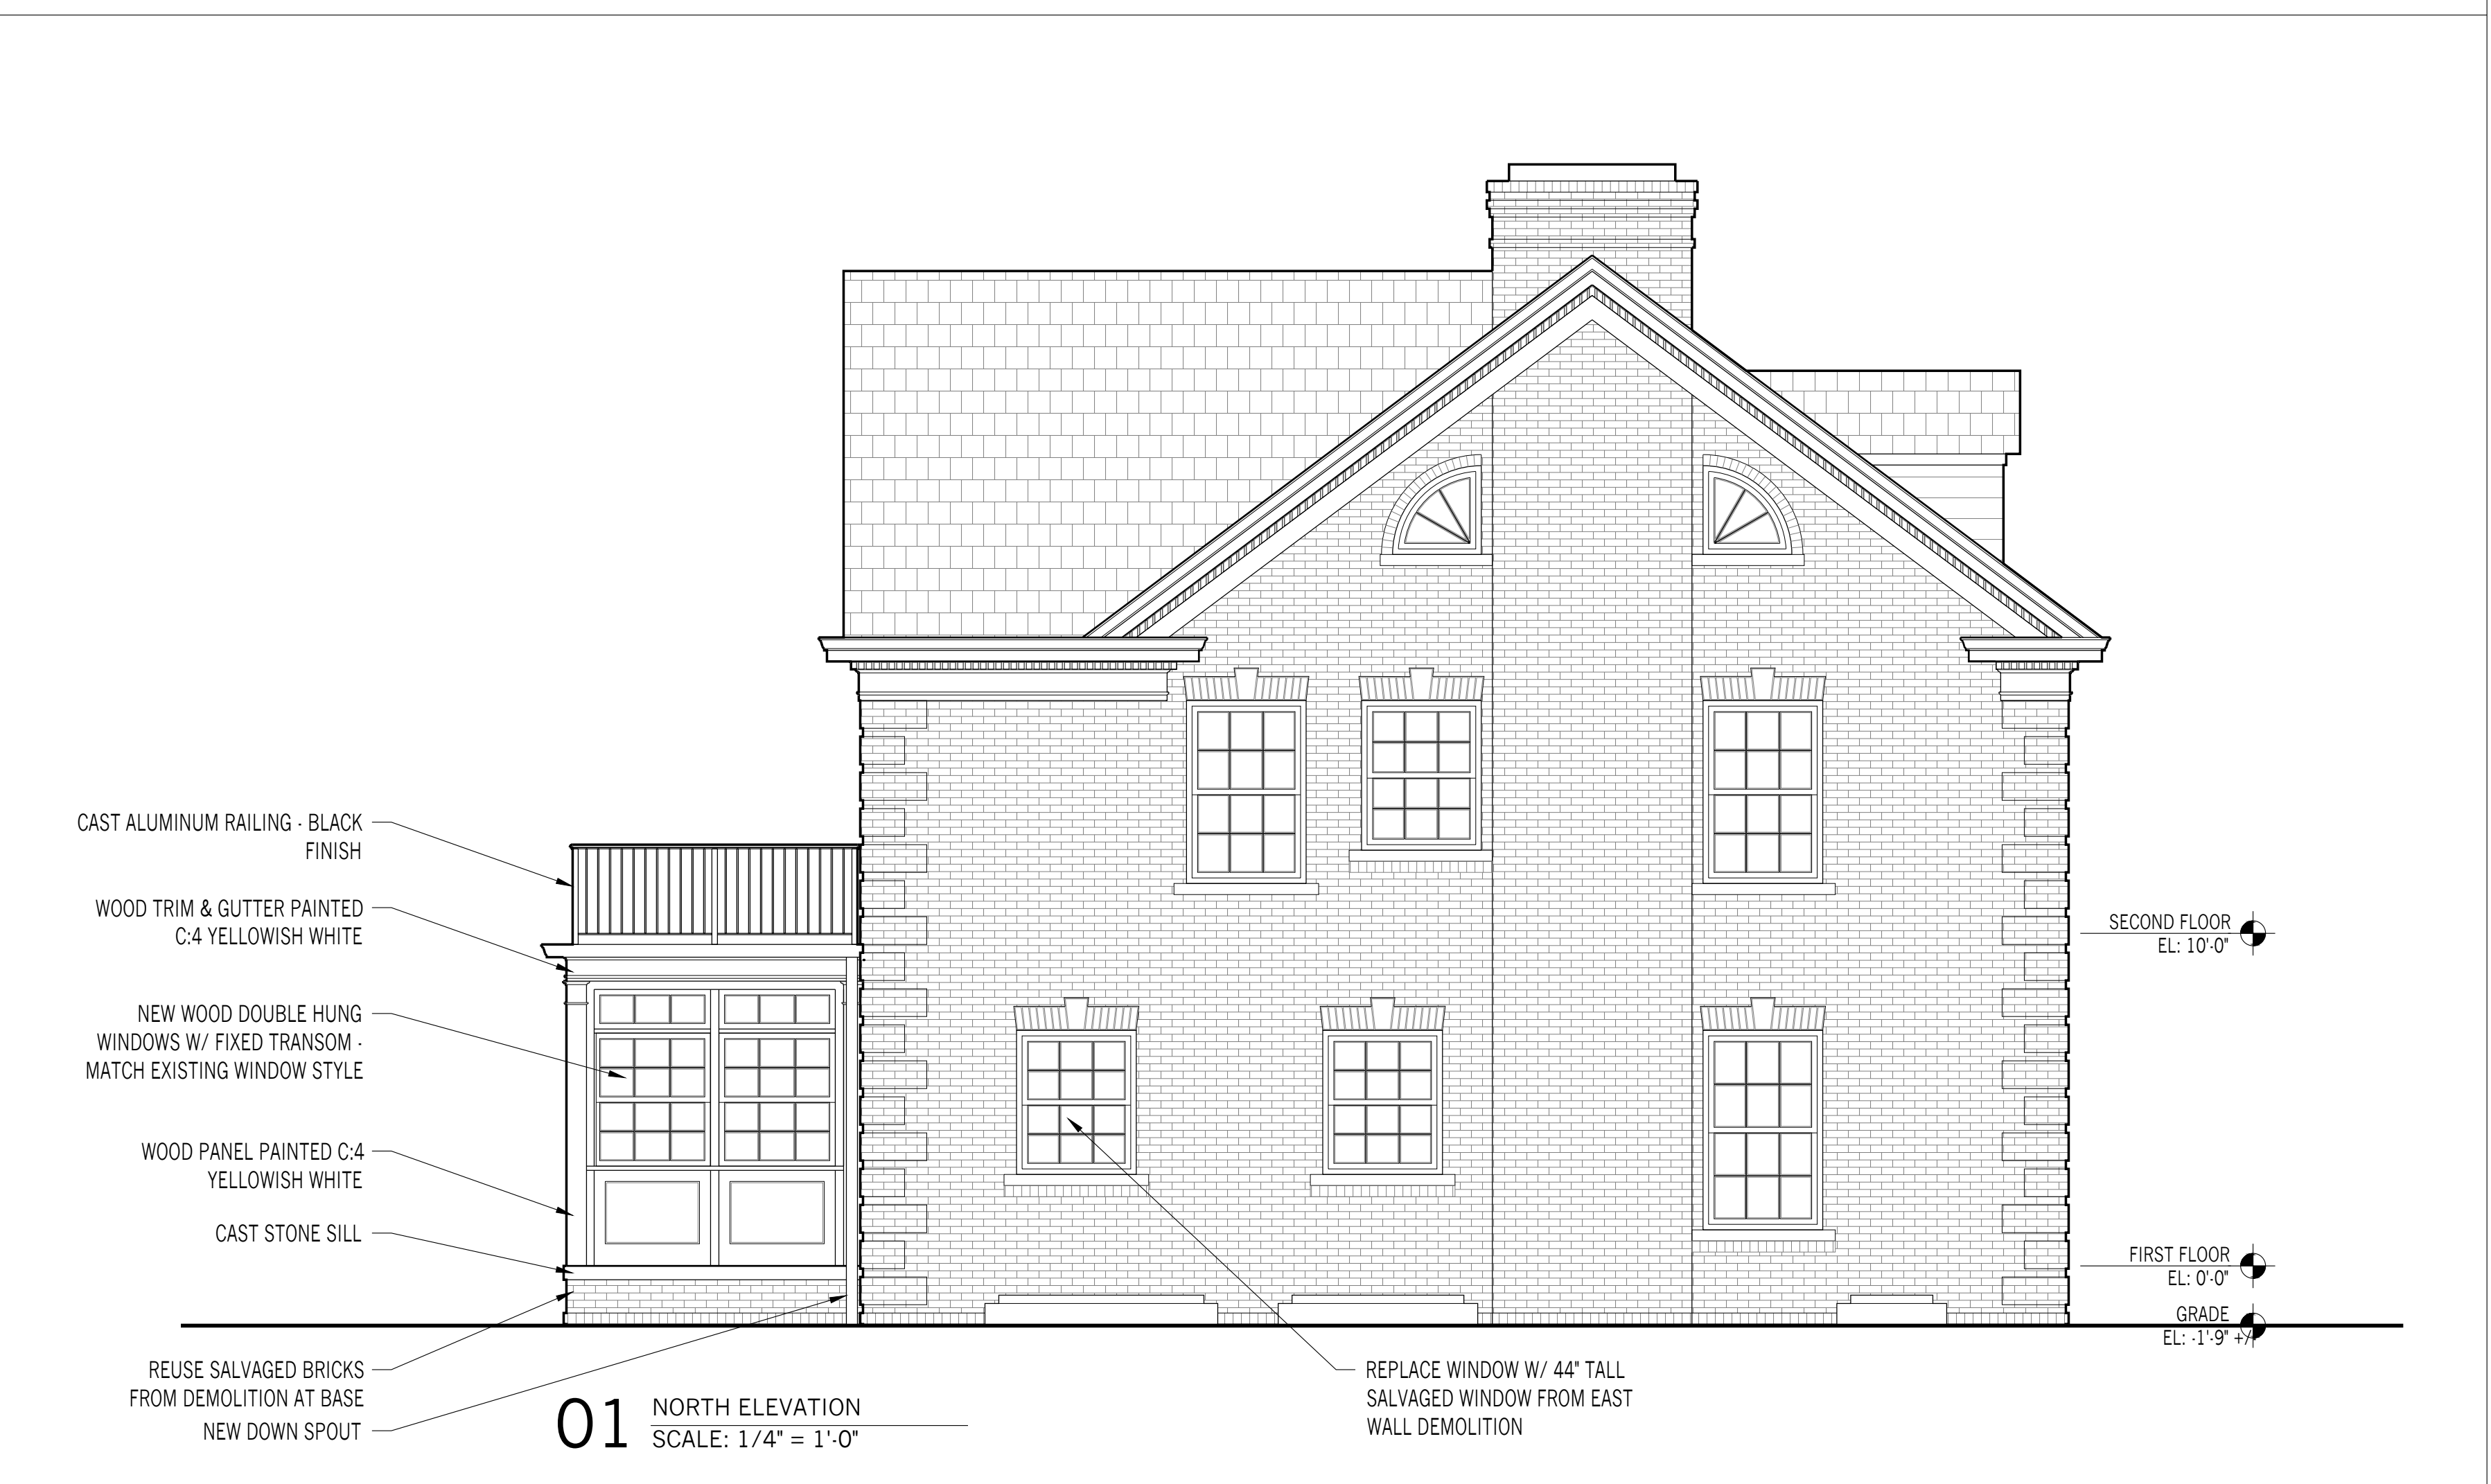 CAST ALUMINUM RAILING - BLACK
FINISH
WOOD TRIM & GUTTER PAINTED
C:4 YELLOWISH WHITE
NEW WOOD DOUBLE HUNG
WINDOWS W/ FIXED TRANSOM -
MATCH EXISTING WINDOW STYLE
WOOD PANEL PAINTED C:4
YELLOWISH WHITE
CAST STONE SILL
REUSE SALVAGED BRICKS
FROM DEMOLITION AT BASE
NEW DOWN SPOUT
SECOND FLOOR
EL: 10'-0"
FIRST FLOOR
EL: 0'-0"
GRADE
EL: -1'-9" +/-
REPLACE WINDOW W/ 44" TALL
SALVAGED WINDOW FROM EAST
WALL DEMOLITION
01
NORTH ELEVATION
SCALE: 1/4" = 1'-0"